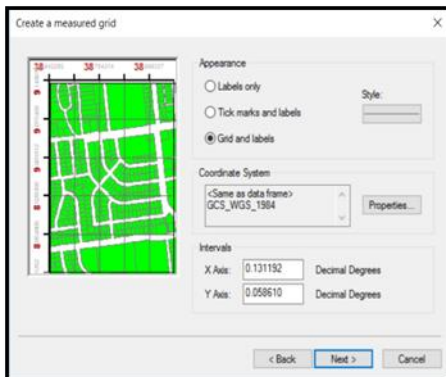 Create a measured grid
Appearance
Labels only
Tick marks and labels
Grid and labels
Style:
Coordinate System
<Same as data frame>
GCS_WGS_1984
Properties...
Intervals
X Axis: 0.131192 Decimal Degrees
Y Axis: 0.058610 Decimal Degrees
< Back
Next >
Cancel